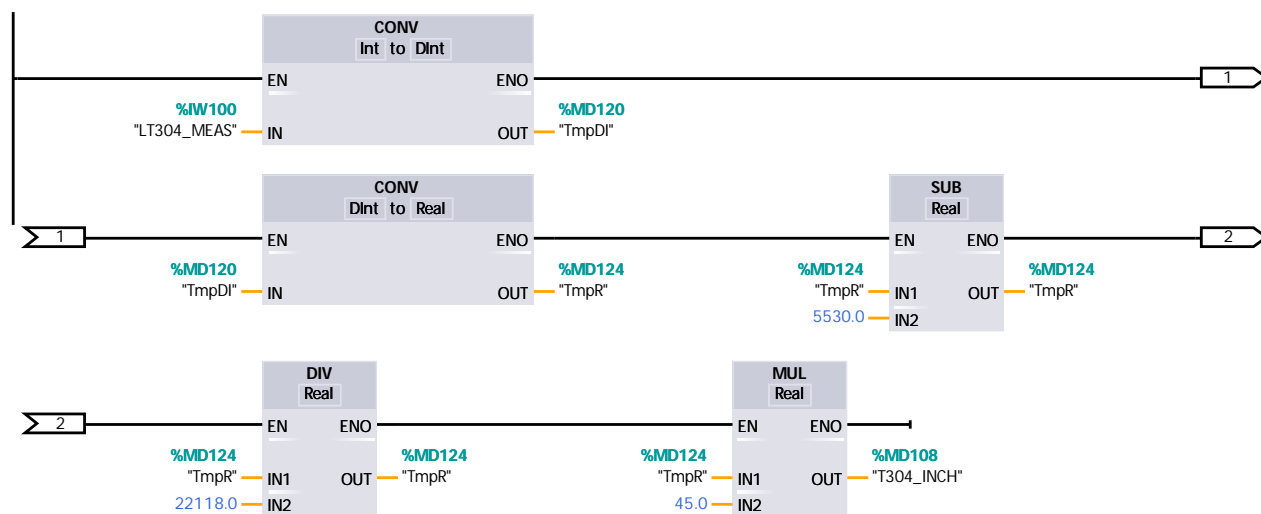 CONV
Int to DInt
EN ENO 1
%IW100 %MD120
"LT304_MEAS" IN OUT "TmpDI"
CONV SUB
DInt to Real Real
1 EN ENO EN ENO 2
%MD120 %MD124 %MD124 %MD124
"TmpDI" IN OUT "TmpR" "TmpR" IN1 OUT "TmpR"
5530.0 IN2
DIV MUL
Real Real
2 EN ENO EN ENO
%MD124 %MD124 %MD124 %MD108
"TmpR" IN1 OUT "TmpR" "TmpR" IN1 OUT "T304_INCH"
22118.0 IN2 45.0 IN2